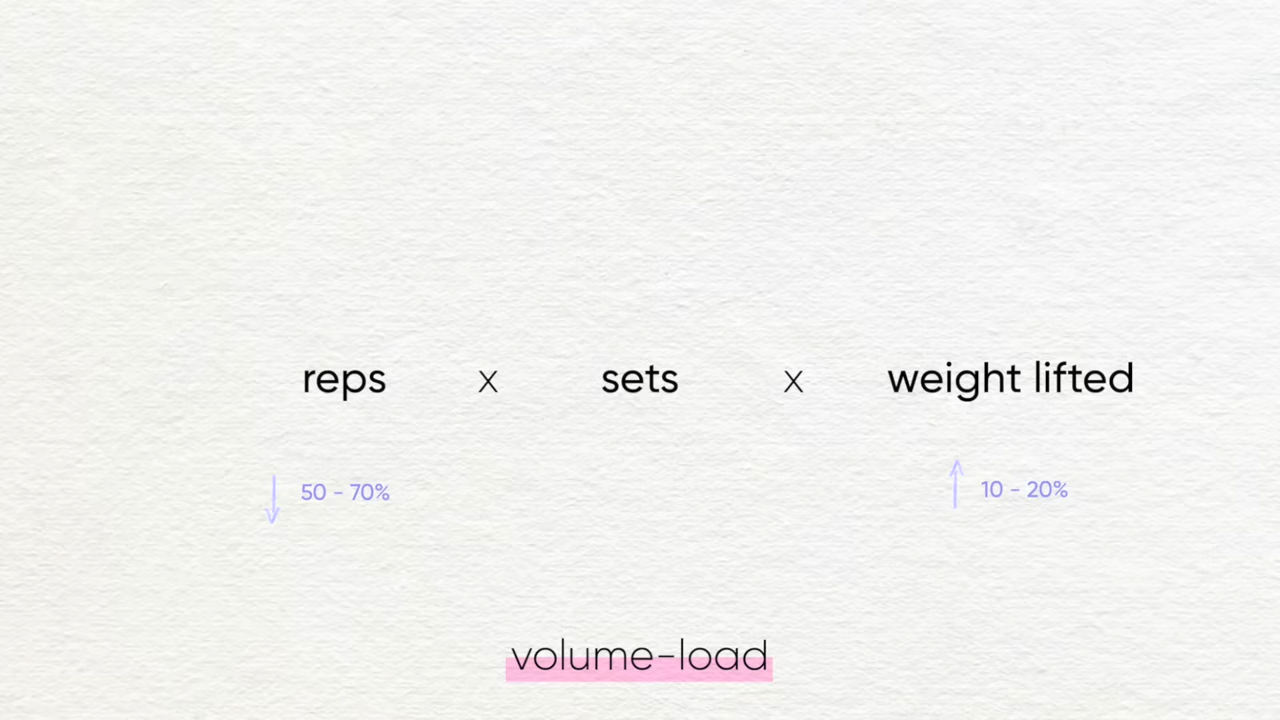 reps x sets x weight lifted
50 - 70% 10 - 20%
volume-load